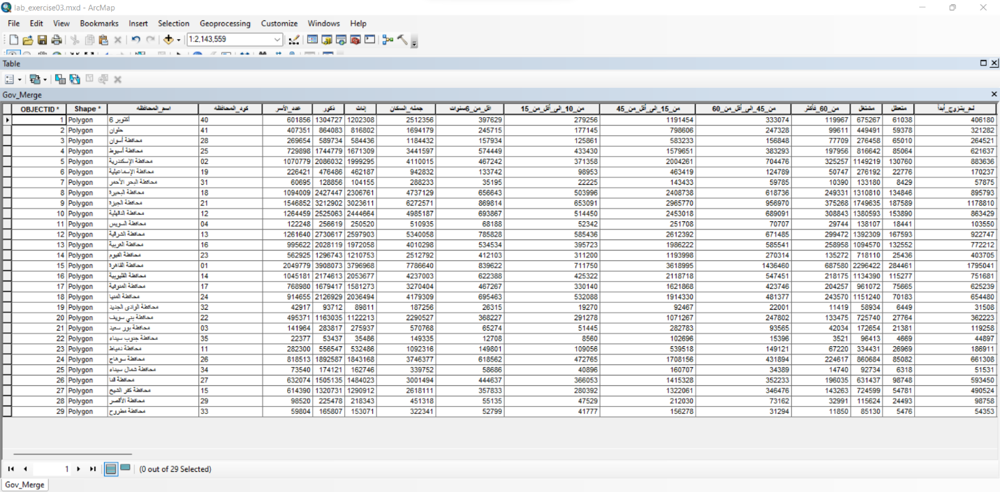 lab_exercise03.mxd - ArcMap
File Edit View Bookmarks Insert Selection Geoprocessing Customize Windows Help
1:2,143,559
Table
Gov_Merge
OBJECTID * Shape * اسم_المحافظه كود_المحافظه عدد_الأسر ذكور إناث جمله_السكان اقل_من_6سنوات من_10_الى_أقل_من_15 من_15_الى_أقل_من_45 من_45_الى_أقل_من_60 من_60_فأكثر مشتغل متعطل لم_يتزوج_أبدا
1 Polygon 6 أكتوبر 40 601856 1304727 1202308 2512356 397629 279256 1191454 333074 119967 675267 61038 406180
2 Polygon حلوان 41 407351 864083 816802 1694179 245715 177145 798606 247328 99611 449491 59378 321282
3 Polygon محافظة أسوان 28 269654 589734 584436 1184432 157934 125861 583233 156848 77709 276458 65010 264521
4 Polygon محافظة أسيوط 25 729898 1744779 1671309 3441597 574449 433430 1579651 383293 197956 816642 85064 621637
5 Polygon محافظة الإسكندرية 02 1070779 2086032 1999295 4110015 467242 371358 2004261 704476 325257 1149219 130760 883636
6 Polygon محافظة الإسماعيلية 19 226421 476486 462187 942832 133742 98953 463419 124789 50747 276192 22776 170237
7 Polygon محافظة البحر الأحمر 31 60695 128856 104155 288233 35195 22225 143433 59785 10390 133180 8429 57875
8 Polygon محافظة البحيرة 18 1094009 2427447 2306761 4737129 656643 503996 2408738 618736 249331 1310810 134846 895793
9 Polygon محافظة الجيزة 21 1546852 3212902 3023611 6272571 869814 653091 2965770 956970 375268 1749635 187589 1178810
10 Polygon محافظة الدقهلية 12 1264459 2525063 2444664 4985187 693867 514450 2453018 689091 308843 1380593 153890 863429
11 Polygon محافظة السويس 04 122248 256619 250520 510935 68188 52342 251708 70707 29744 138107 18441 103550
12 Polygon محافظة الشرقية 13 1261640 2730617 2597903 5340058 785828 585436 2612392 671485 299472 1392309 167593 922747
13 Polygon محافظة الغربية 16 995622 2028119 1972058 4010298 534534 395723 1986222 585541 258958 1094570 132552 772212
14 Polygon محافظة الفيوم 23 562925 1296743 1210753 2512792 412103 311200 1193998 270314 135272 718110 25436 403705
15 Polygon محافظة القاهرة 01 2049779 3908073 3796968 7786640 839622 711750 3618995 1436460 687580 2296422 284461 1795041
16 Polygon محافظة القليوبية 14 1045181 2174613 2053677 4237003 622388 425322 2118718 547451 218175 1134390 115277 751681
17 Polygon محافظة المنوفية 17 768980 1679417 1581273 3270404 467267 330140 1621868 423746 204257 961072 75665 625239
18 Polygon محافظة المنيا 24 914655 2126929 2036494 4179309 695463 532088 1914330 481377 243570 1151240 70183 654480
19 Polygon محافظة الوادى الجديد 32 42917 93712 89811 187256 26315 19270 92467 22001 11419 58934 6449 31508
20 Polygon محافظة بني سويف 22 495371 1163035 1122213 2290527 368227 291278 1071267 247802 133475 725740 27764 362223
21 Polygon محافظة بور سعيد 03 141964 283817 275937 570768 65274 51445 282783 93565 42034 172654 21381 119258
22 Polygon محافظة جنوب سيناء 35 22377 53437 35486 149335 12708 8560 102696 15396 3521 96413 4669 44897
23 Polygon محافظة دمياط 11 282300 556547 532486 1092316 149801 109056 539518 149121 67220 334431 26969 186911
24 Polygon محافظة سوهاج 26 818513 1892587 1843168 3746377 618562 472765 1708156 431894 224617 860684 85082 661308
25 Polygon محافظة شمال سيناء 34 73540 174121 162746 339752 58686 40896 160707 34389 14740 92734 6318 51531
26 Polygon محافظة قنا 27 632074 1505135 1484023 3001494 444637 366053 1415328 352233 196035 631437 98748 593450
27 Polygon محافظة كفر الشيخ 15 614390 1320731 1290912 2618111 357833 280392 1322061 346476 143263 724599 54781 490524
28 Polygon محافظة الأقصر 29 98520 225478 218343 451318 55135 47529 212030 73162 32991 115624 24493 98758
29 Polygon محافظة مطروح 33 59804 165807 153071 322341 52799 41777 156278 31294 11850 85130 5476 54353
1 (0 out of 29 Selected)
Gov_Merge